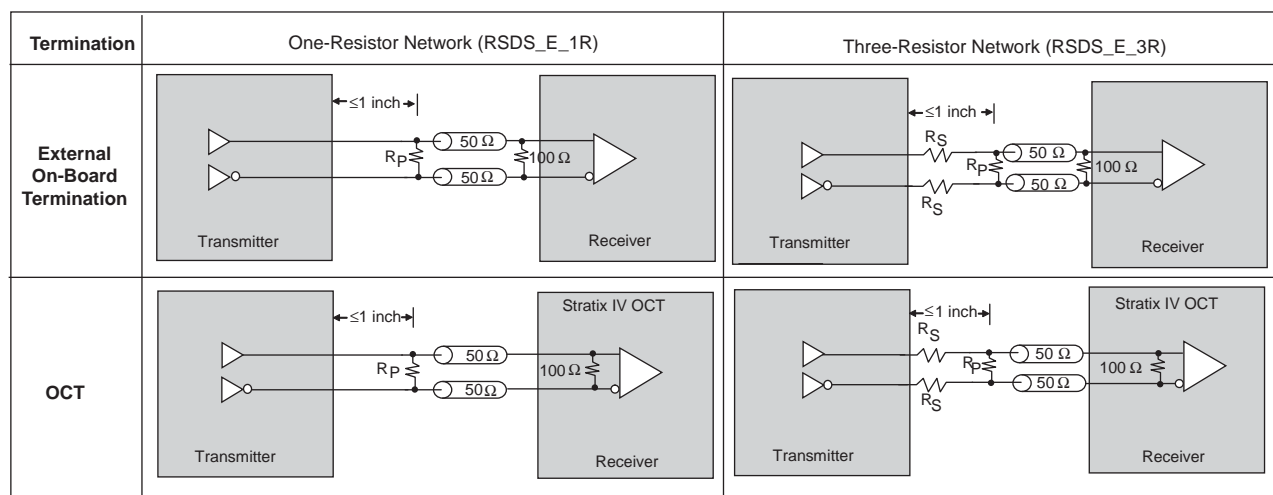 Termination
One-Resistor Network (RSDS_E_1R)
Three-Resistor Network (RSDS_E_3R)
External
On-Board
Termination
≤1 inch
50 Ω
RP
100 Ω
50 Ω
Transmitter
Receiver
≤1 inch
RS
50 Ω
RP
100 Ω
50 Ω
RS
Transmitter
Receiver
OCT
≤1 inch
Stratix IV OCT
50 Ω
RP
100 Ω
50 Ω
Transmitter
Receiver
≤1 inch
Stratix IV OCT
RS
50 Ω
RP
100 Ω
50 Ω
RS
Transmitter
Receiver